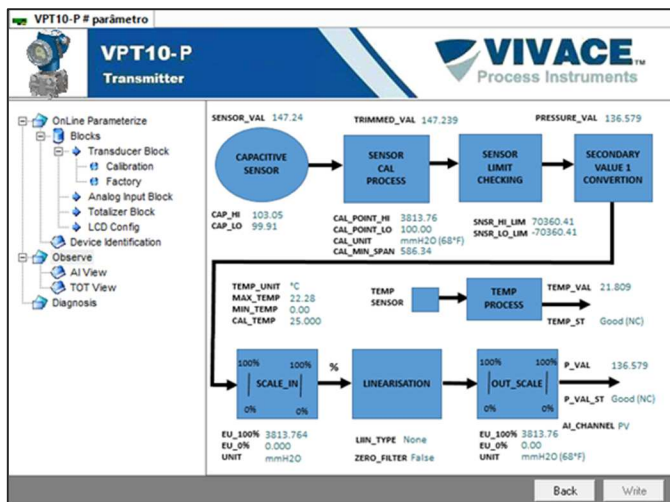 VPT10-P # parâmetro
VPT10-P
Transmitter
VIVACE™
Process Instruments
OnLine Parameterize
Blocks
Transducer Block
Calibration
Factory
Analog Input Block
Totalizer Block
LCD Config
Device Identification
Observe
AI View
TOT View
Diagnosis
SENSOR_VAL 147.24
TRIMMED_VAL 147.239
PRESSURE_VAL 136.579
CAPACITIVE
SENSOR
SENSOR
CAL
PROCESS
SENSOR
LIMIT
CHECKING
SECONDARY
VALUE 1
CONVERTION
CAP_HI 103.05
CAP_LO 99.91
CAL_POINT_HI 3813.76
CAL_POINT_LO 100.00
CAL_UNIT mmH2O (68°F)
CAL_MIN_SPAN 586.34
SNSR_HI_LIM 70360.41
SNSR_LO_LIM -70360.41
TEMP_UNIT °C
MAX_TEMP 22.28
MIN_TEMP 0.00
CAL_TEMP 25.000
TEMP
SENSOR
TEMP
PROCESS
TEMP_VAL 21.809
TEMP_ST Good (NC)
100% 100%
SCALE_IN
0% 0%
%
LINEARISATION
100% 100%
OUT_SCALE
0% 0%
P_VAL 136.579
P_VAL_ST Good (NC)
AI_CHANNEL PV
EU_100% 3813.764
EU_0% 0.000
UNIT mmH2O
LIIN_TYPE None
ZERO_FILTER False
EU_100% 3813.76
EU_0% 0.00
UNIT mmH2O (68°F)
Back Write